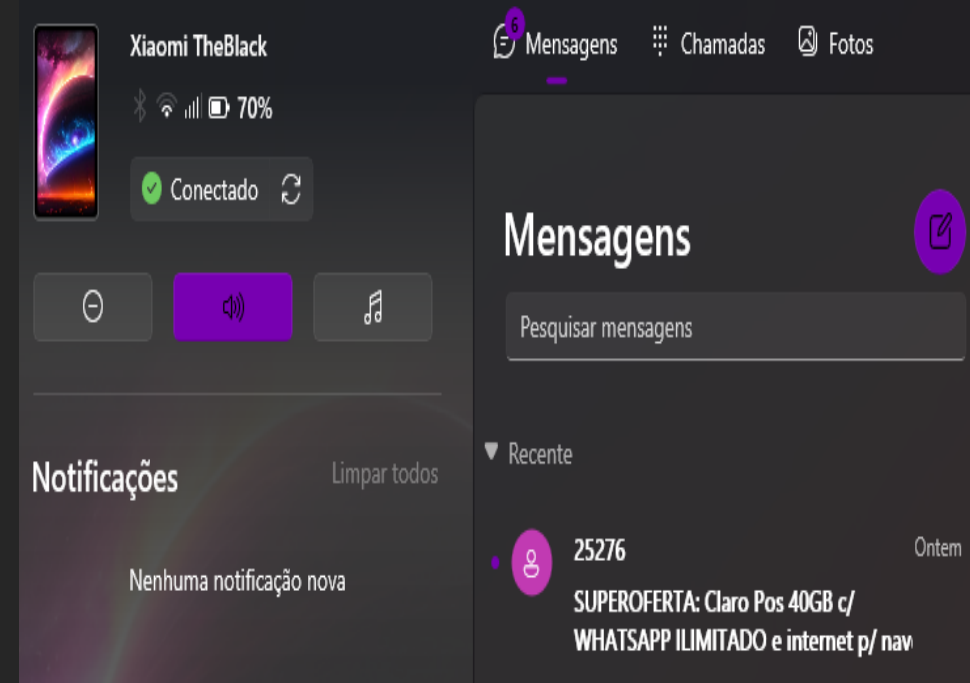 Xiaomi TheBlack
70%
Conectado
Notificações
Limpar todos
Nenhuma notificação nova
6
Mensagens
Chamadas
Fotos
Mensagens
Pesquisar mensagens
Recente
25276
Ontem
SUPEROFERTA: Claro Pos 40GB c/
WHATSAPP ILIMITADO e internet p/